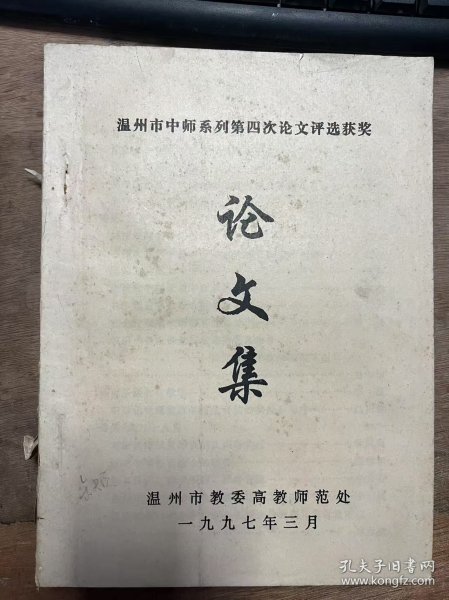 温州市中师系列第四次论文评选获奖
论
文
集
温州市教委高教师范处
一九九七年三月
孔夫子旧书网
www.kongfz.com